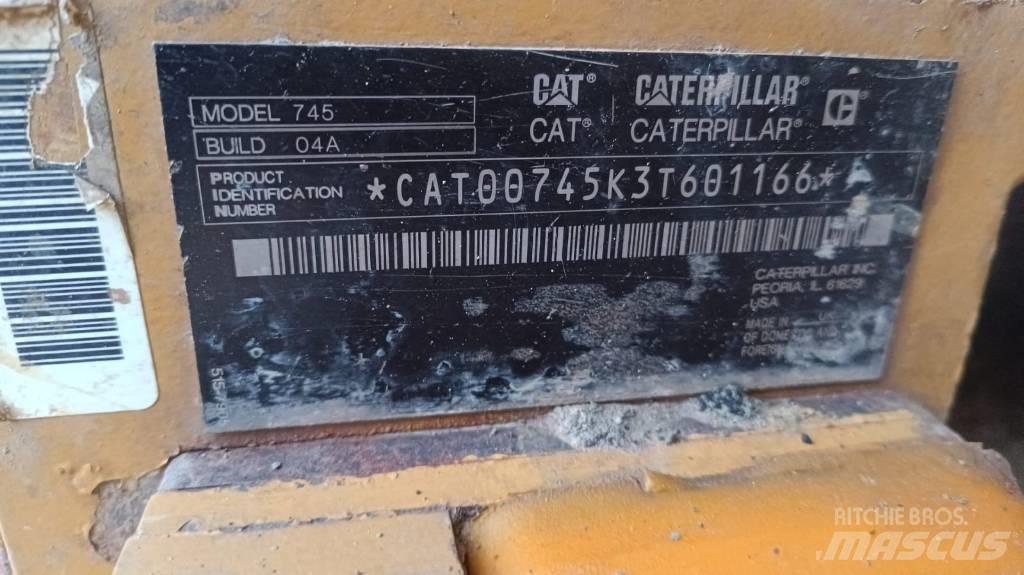 MODEL 745
BUILD 04A
CAT® CATERPILLAR®
CAT® CATERPILLAR®
PRODUCT
IDENTIFICATION
NUMBER
*CAT00745K3T601166*
CATERPILLAR INC.
PEORIA, IL 61629
USA
MADE IN
RITCHIE BROS.
MASCUS